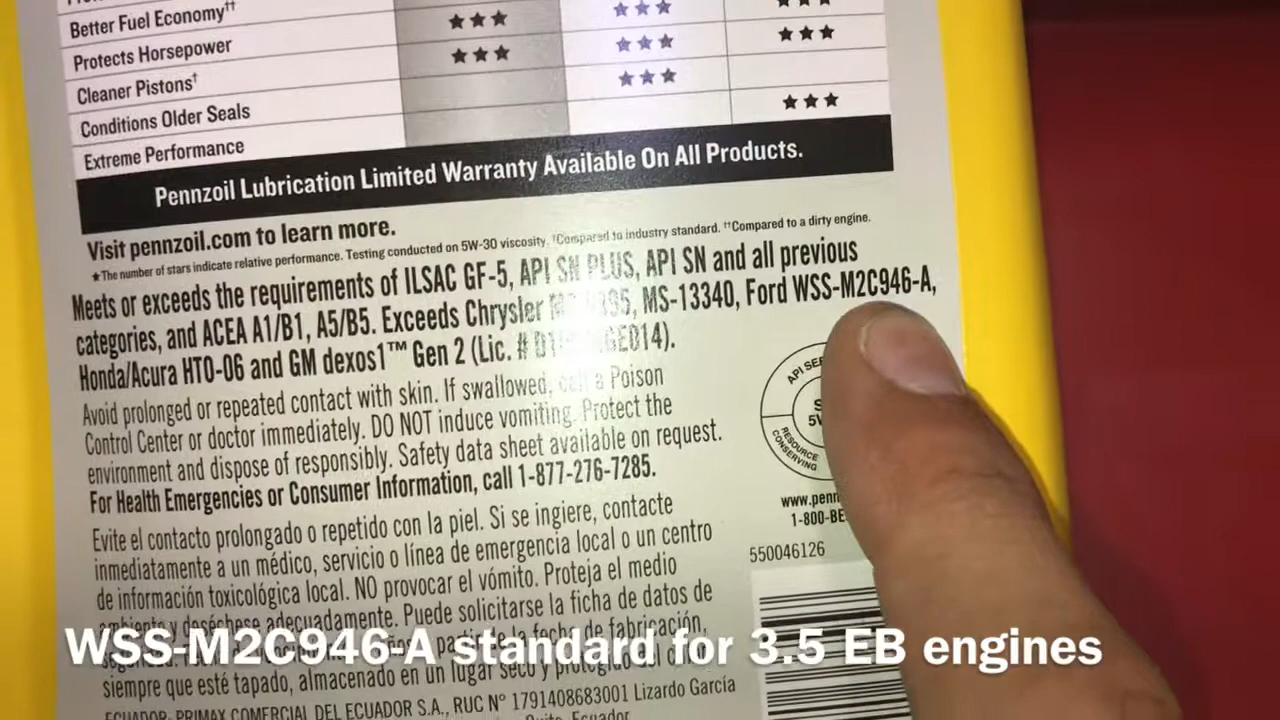 Better Fuel Economy††
Protects Horsepower
Cleaner Pistons†
Conditions Older Seals
Extreme Performance
Pennzoil Lubrication Limited Warranty Available On All Products.
Visit pennzoil.com to learn more.
★The number of stars indicate relative performance. Testing conducted on 5W-30 viscosity. †Compared to industry standard. ††Compared to a dirty engine.
Meets or exceeds the requirements of ILSAC GF-5, API SN PLUS, API SN and all previous
categories, and ACEA A1/B1, A5/B5. Exceeds Chrysler MS-13340, Ford WSS-M2C946-A,
Honda/Acura HTO-06 and GM dexos1™ Gen 2 (Lic. #
Avoid prolonged or repeated contact with skin. If swallowed, call a Poison
Control Center or doctor immediately. DO NOT induce vomiting. Protect the
environment and dispose of responsibly. Safety data sheet available on request.
For Health Emergencies or Consumer Information, call 1-877-276-7285.
API
RESOURCE
CONSERVING
www.penn
1-800-BE
550046126
Evite el contacto prolongado o repetido con la piel. Si se ingiere, contacte
inmediatamente a un médico, servicio o línea de emergencia local o un centro
de información toxicológica local. NO provocar el vómito. Proteja el medio
ambiente y deséchese adecuadamente. Puede solicitarse la ficha de datos de
de fabricación,
siempre que esté tapado, almacenado en un lugar seco y protegido del
ECUADOR: PRIMAX COMERCIAL DEL ECUADOR S.A., RUC Nº 1791408683001 Lizardo García
Quito, Ecuador
WSS-M2C946-A standard for 3.5 EB engines